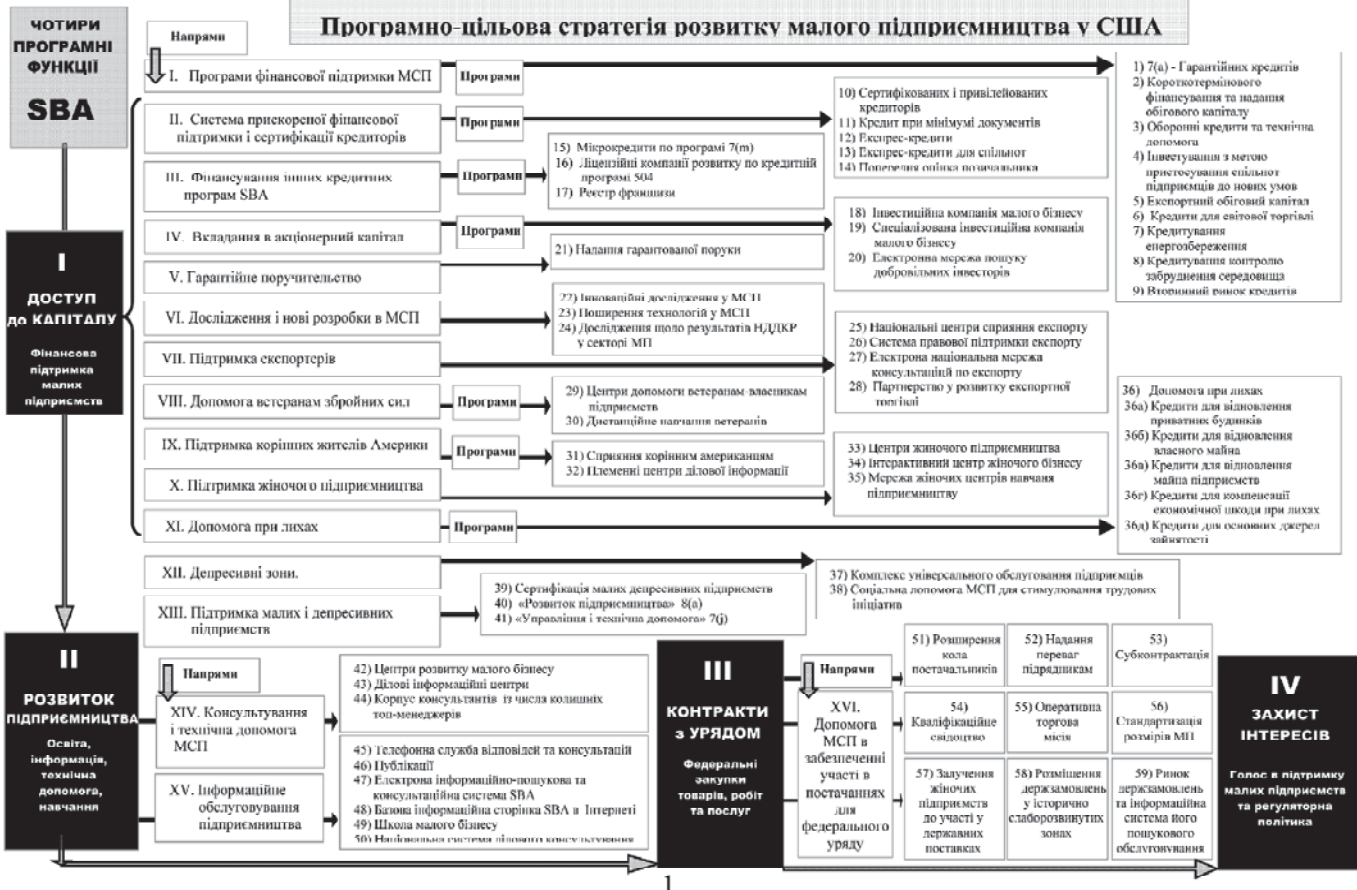 Програмно-цільова стратегія розвитку малого підприємництва у США
ЧОТИРИ
ПРОГРАМНІ
ФУНКЦІЇ
SBA
Напрями
I. Програми фінансової підтримки МСП
Програми
1) 7(а) - Гарантійних кредитів
2) Короткотермінового
фінансування та надання
обігового капіталу
3) Оборонні кредити та технічна
допомога
4) Інвестування з метою
пристосування спільнот
підприємців до нових умов
5) Експортний обіговий капітал
6) Кредити для світової торгівлі
7) Кредитування
енергозбереження
8) Кредитування контролю
забруднення середовища
9) Вторинний ринок кредитів
II. Система прискореної фінансової
підтримки і сертифікації кредиторів
Програми
10) Сертифікованих і привілейованих
кредиторів
11) Кредит при мінімумі документів
12) Експрес-кредити
13) Експрес-кредити для спільнот
14) Попередня оцінка позичальника
III. Фінансування інших кредитних
програм SBA
Програми
15) Мікрокредити по програмі 7(m)
16) Ліцензійні компанії розвитку по кредитній
програмі 504
17) Реєстр франшизи
IV. Вкладання в акціонерний капітал
Програми
18) Інвестиційна компанія малого бізнесу
19) Спеціалізована інвестиційна компанія
малого бізнесу
20) Електронна мережа пошуку
добровільних інвесторів
V. Гарантійне поручительство
21) Надання гарантованої поруки
VI. Дослідження і нові розробки в МСП
22) Інноваційні дослідження у МСП
23) Поширення технологій у МСП
24) Дослідження щодо результатів НДДКР
у секторі МП
VII. Підтримка експортерів
25) Національні центри сприяння експорту
26) Система правової підтримки експорту
27) Електрона національна мережа
консультацій по експорту
28) Партнерство у розвитку експортної
торгівлі
VIII. Допомога ветеранам збройних сил
Програми
29) Центри допомоги ветеранам-власникам
підприємств
30) Дистанційне навчання ветеранів
IX. Підтримка корінших жителів Америки
Програми
31) Сприяння корінним американцям
32) Племенні центри ділової інформації
X. Підтримка жіночого підприємництва
33) Центри жіночого підприємництва
34) Інтерактивний центр жіночого бізнесу
35) Мережа жіночих центрів навчаня
підприємництву
XI. Допомога при лихах
Програми
36) Допомога при лихах
36а) Кредити для відновлення
приватних будинків
36б) Кредити для відновлення
власного майна
36в) Кредити для відновлення
майна підприємств
36г) Кредити для компенсації
економічної шкоди при лихах
36д) Кредити для основних джерел
зайнятості
I
ДОСТУП
до КАПІТАЛУ
Фінансова
підтримка
малих
підприємств
XII. Депресивні зони.
37) Комплекс універсального обслуговання підприємців
38) Соціальна допомога МСП для стимулювання трудових
ініціатив
XIII. Підтримка малих і депресивних
підприємств
39) Сертифікація малих депресивних підприємств
40) «Розвиток підприємництва» 8(а)
41) «Управління і технічна допомога» 7(j)
II
РОЗВИТОК
ПІДПРИЄМНИЦТВА
Освіта,
інформація,
технічна
допомога,
навчання
Напрями
XIV. Консультування
і технічна допомога
МСП
42) Центри розвитку малого бізнесу
43) Ділові інформаційні центри
44) Корпус консультантів із числа колишніх
топ-менеджерів
XV. Інформаційне
обслуговування
підприємництва
45) Телефонна служба відповідей та консультацій
46) Публікації
47) Електрона інформаційно-пошукова та
консультаційна система SBA
48) Базова інформаційна сторінка SBA в Інтернеті
49) Школа малого бізнесу
50) Національна система ділового консультування
III
КОНТРАКТИ
з УРЯДОМ
Федеральні
закупки
товарів, робіт
та послуг
Напрями
XVI.
Допомога
МСП в
забезпеченні
участі в
постачаннях
для
федерального
уряду
51) Розширення
кола
постачальників
52) Надання
переваг
підрядникам
53)
Субконтрактація
54)
Кваліфікаційне
свідоцтво
55) Оперативна
торгова
місія
56)
Стандартизація
розмірів МП
57) Залучення
жіночих
підприємств
до участі у
державних
поставках
58) Розміщення
держзамовлень
у історично
слаборозвинутих
зонах
59) Ринок
держзамовлень
та інформаційна
система його
пошукового
обслуговування
IV
ЗАХИСТ
ІНТЕРЕСІВ
Голос в підтримку
малих підприємств
та регуляторна
політика
1